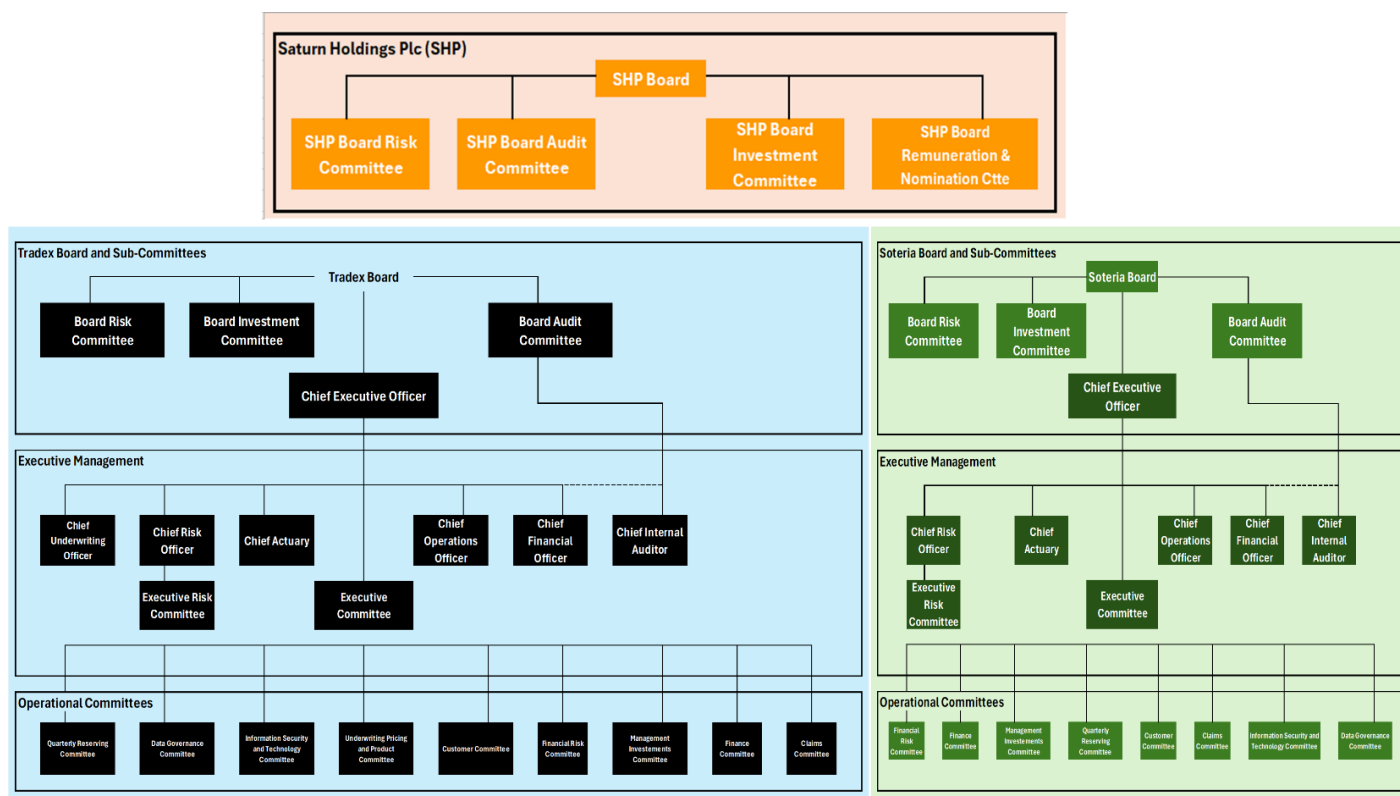 Saturn Holdings Plc (SHP)
SHP Board
SHP Board Risk
Committee
SHP Board Audit
Committee
SHP Board
Investment
Committee
SHP Board
Remuneration &
Nomination Ctte
Tradex Board and Sub-Committees
Tradex Board
Board Risk
Committee
Board Investment
Committee
Board Audit
Committee
Chief Executive Officer
Executive Management
Chief
Underwriting
Officer
Chief Risk
Officer
Chief Actuary
Chief
Operations
Officer
Chief
Financial
Officer
Chief Internal
Auditor
Executive Risk
Committee
Executive
Committee
Operational Committees
Quarterly Reserving
Committee
Data Governance
Committee
Information Security
and Technology
Committee
Underwriting Pricing
and Product
Committee
Customer Committee
Financial Risk
Committee
Management
Investements
Committee
Finance
Committee
Claims
Committee
Soteria Board and Sub-Committees
Soteria Board
Board Risk
Committee
Board
Investment
Committee
Board Audit
Committee
Chief Executive
Officer
Executive Management
Chief Risk
Officer
Chief
Actuary
Chief
Operations
Officer
Chief
Financial
Officer
Chief
Internal
Auditor
Executive
Risk
Committee
Executive
Committee
Operational Committees
Financial
Risk
Committee
Finance
Committee
Management
Investements
Committee
Quarterly
Reserving
Committee
Customer
Committee
Claims
Committee
Information Security and
Technology Committee
Data Governance
Committee